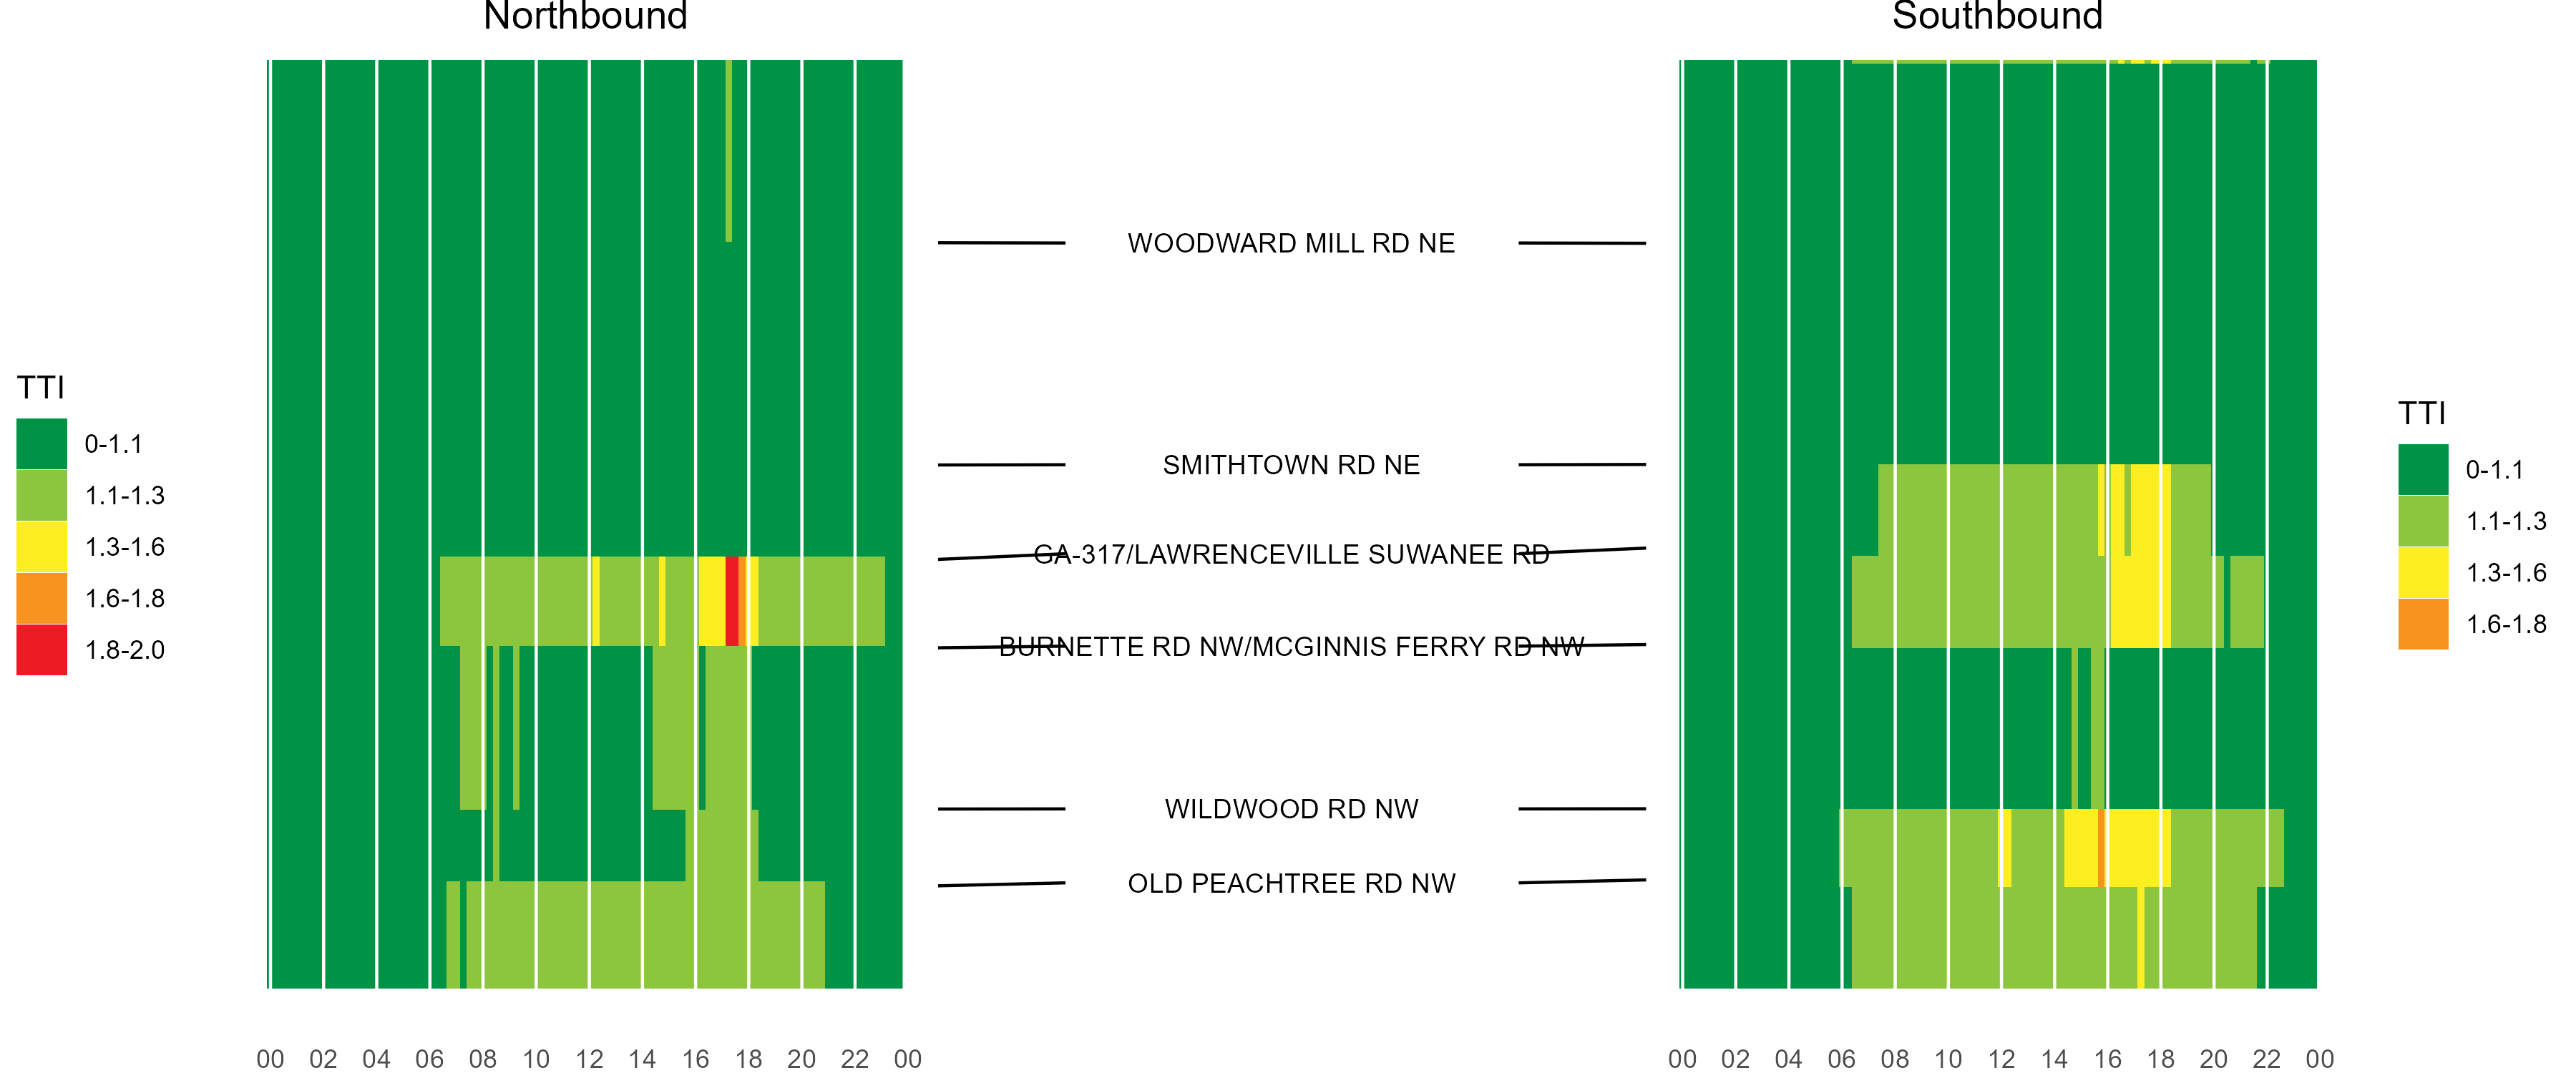 Northbound
Southbound
WOODWARD MILL RD NE
SMITHTOWN RD NE
GA-317/LAWRENCEVILLE SUWANEE RD
BURNETTE RD NW/MCGINNIS FERRY RD NW
WILDWOOD RD NW
OLD PEACHTREE RD NW
TTI
0-1.1
1.1-1.3
1.3-1.6
1.6-1.8
1.8-2.0
TTI
0-1.1
1.1-1.3
1.3-1.6
1.6-1.8
00 02 04 06 08 10 12 14 16 18 20 22 00
00 02 04 06 08 10 12 14 16 18 20 22 00